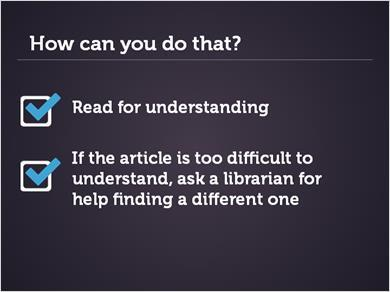 How can you do that?
Read for understanding
If the article is too difficult to
understand, ask a librarian for
help finding a different one